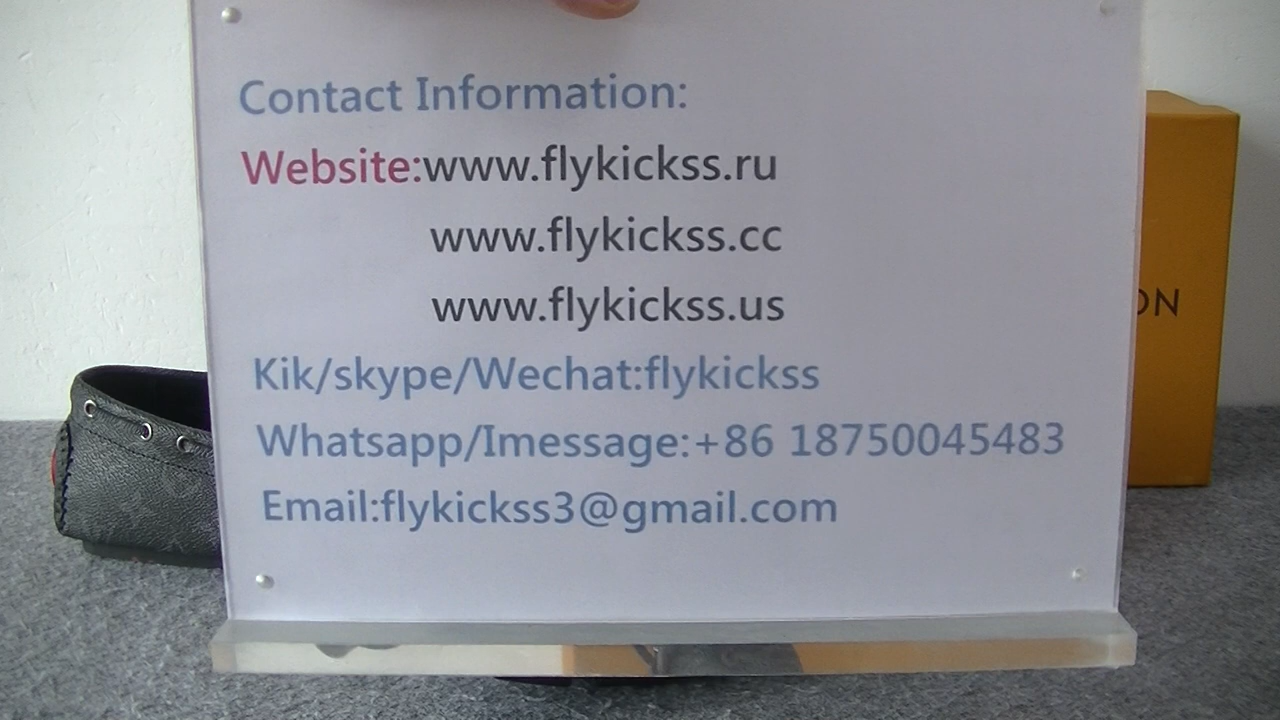 Contact Information:
Website:www.flykickss.ru
www.flykickss.cc
www.flykickss.us
Kik/skype/Wechat:flykickss
Whatsapp/Imessage:+86 18750045483
Email:flykickss3@gmail.com